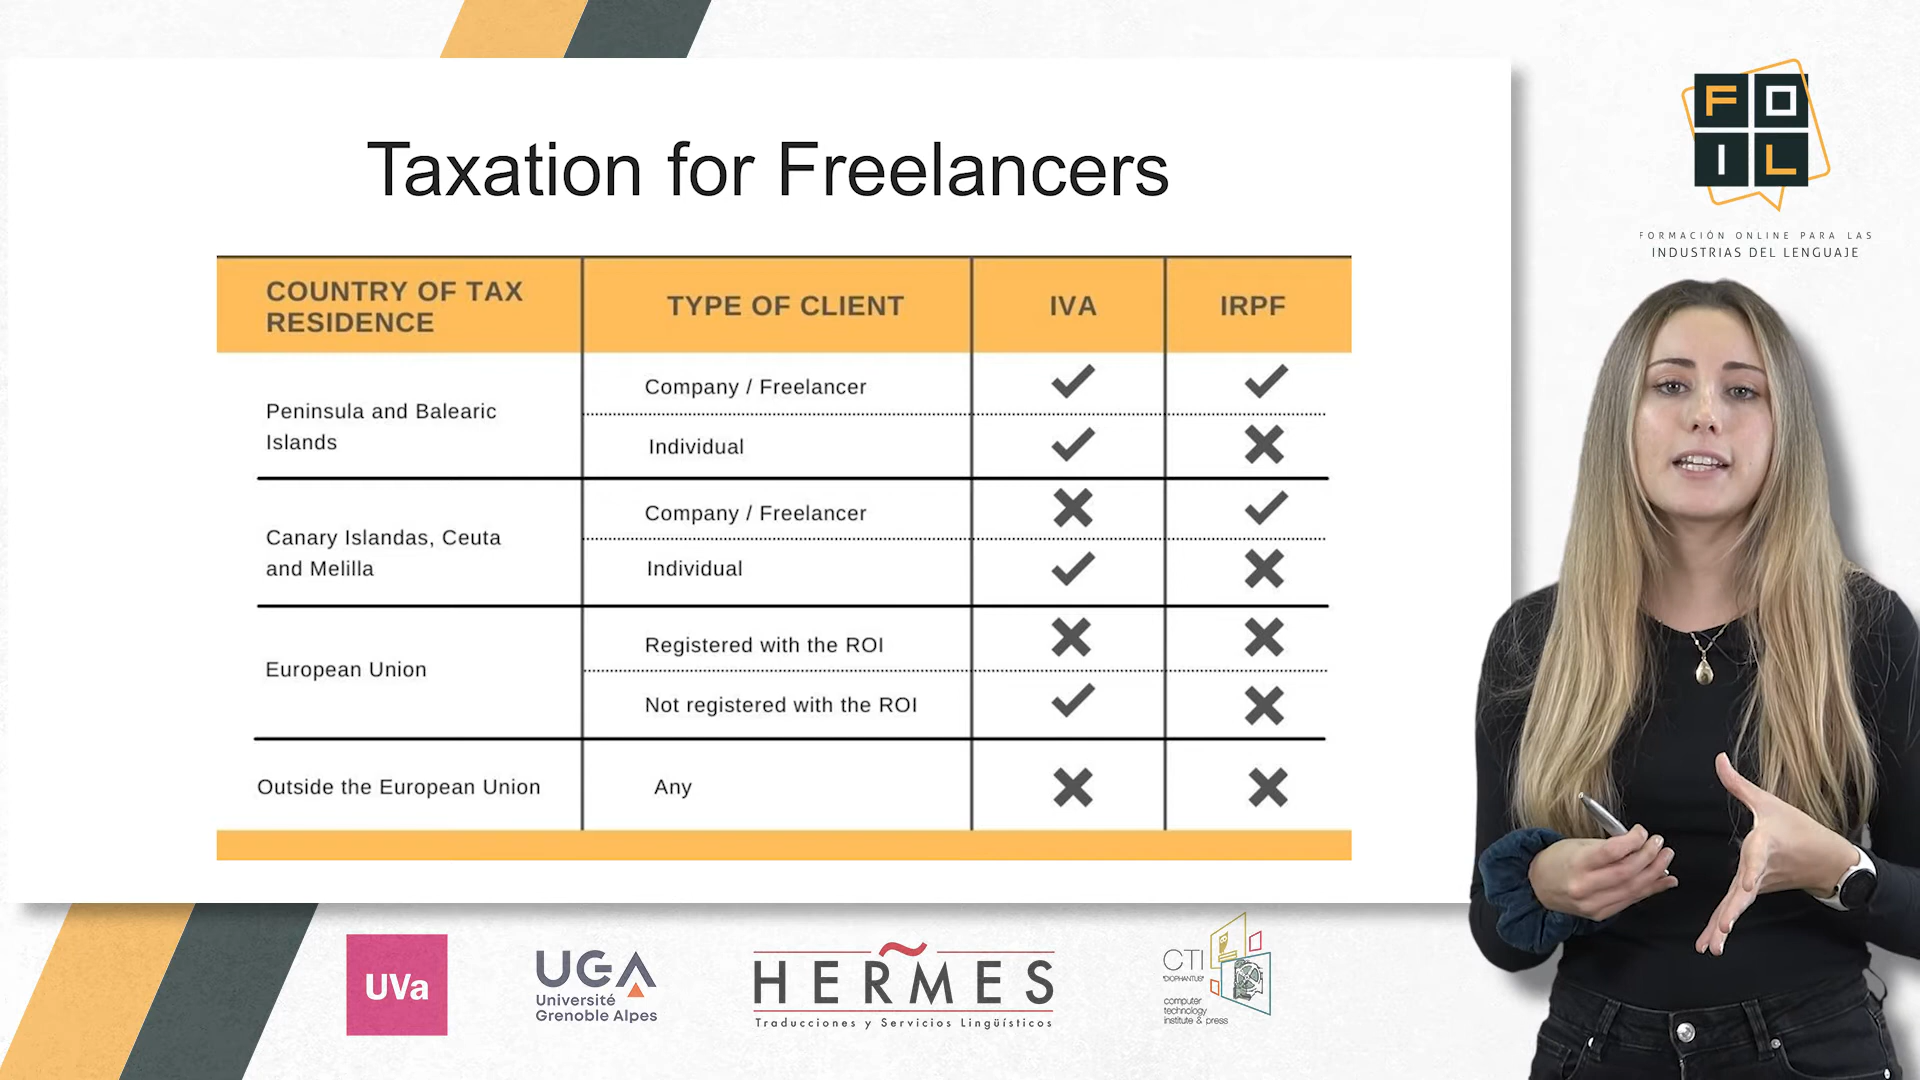 Taxation for Freelancers
COUNTRY OF TAX
RESIDENCE
TYPE OF CLIENT
IVA
IRPF
Peninsula and Balearic
Islands
Company / Freelancer
Individual
Canary Islandas, Ceuta
and Melilla
Company / Freelancer
Individual
European Union
Registered with the ROI
Not registered with the ROI
Outside the European Union
Any
F O
I L
FORMACIÓN ONLINE PARA LAS
INDUSTRIAS DEL LENGUAJE
UVa
UGA
Université
Grenoble Alpes
HERMES
Traducciones y Servicios Lingüísticos
CTI
"DIOPHANTUS"
computer
technology
institute & press